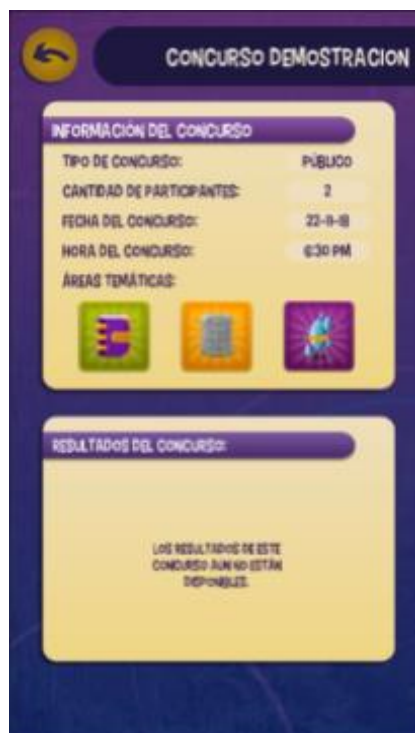 CONCURSO DEMOSTRACION
INFORMACIÓN DEL CONCURSO
TIPO DE CONCURSO: PÚBLICO
CANTIDAD DE PARTICIPANTES: 2
FECHA DEL CONCURSO: 22-11-18
HORA DEL CONCURSO: 6:30 PM
ÁREAS TEMÁTICAS:
RESULTADOS DEL CONCURSO:
LOS RESULTADOS DE ESTE
CONCURSO AÚN NO ESTÁN
DISPONIBLES.